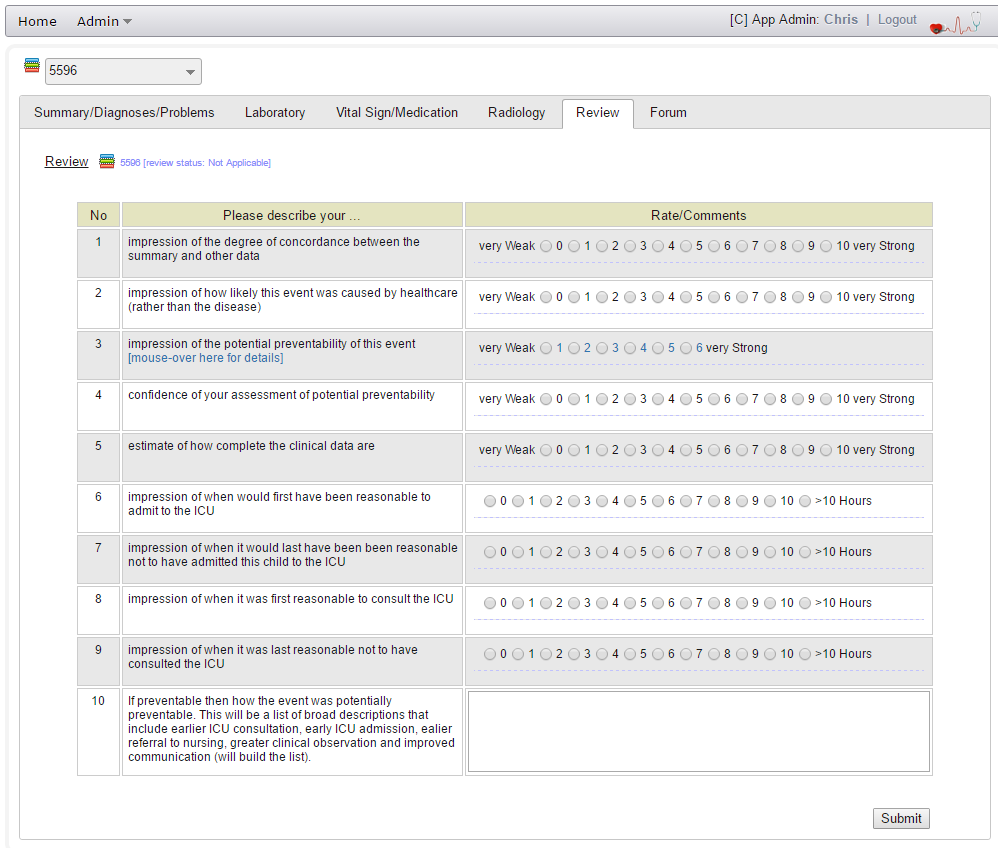 Home Admin [C] App Admin: Chris | Logout
5596
Summary/Diagnoses/Problems Laboratory Vital Sign/Medication Radiology Review Forum
Review 5596 [review status: Not Applicable]
No Please describe your ... Rate/Comments
1 impression of the degree of concordance between the
summary and other data
very Weak 0 1 2 3 4 5 6 7 8 9 10 very Strong
2 impression of how likely this event was caused by healthcare
(rather than the disease)
very Weak 0 1 2 3 4 5 6 7 8 9 10 very Strong
3 impression of the potential preventability of this event
[mouse-over here for details]
very Weak 1 2 3 4 5 6 very Strong
4 confidence of your assessment of potential preventability
very Weak 0 1 2 3 4 5 6 7 8 9 10 very Strong
5 estimate of how complete the clinical data are
very Weak 0 1 2 3 4 5 6 7 8 9 10 very Strong
6 impression of when would first have been reasonable to
admit to the ICU
0 1 2 3 4 5 6 7 8 9 10 >10 Hours
7 impression of when it would last have been been reasonable
not to have admitted this child to the ICU
0 1 2 3 4 5 6 7 8 9 10 >10 Hours
8 impression of when it was first reasonable to consult the ICU
0 1 2 3 4 5 6 7 8 9 10 >10 Hours
9 impression of when it was last reasonable not to have
consulted the ICU
0 1 2 3 4 5 6 7 8 9 10 >10 Hours
10 If preventable then how the event was potentially
preventable. This will be a list of broad descriptions that
include earlier ICU consultation, early ICU admission, ealier
referral to nursing, greater clinical observation and improved
communication (will build the list).
Submit